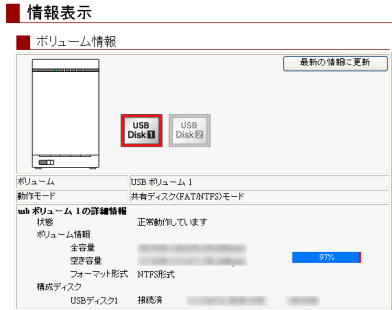 情報表示
ボリューム情報
最新の情報に更新
USB Disk1
USB Disk2
ボリューム USB ボリューム 1
動作モード 共有ディスク(FAT/NTFS)モード
usb ボリューム 1の詳細情報
状態 正常動作しています
ボリューム情報
全容量
空き容量 97%
フォーマット形式 NTFS形式
構成ディスク
USBディスク1 接続済